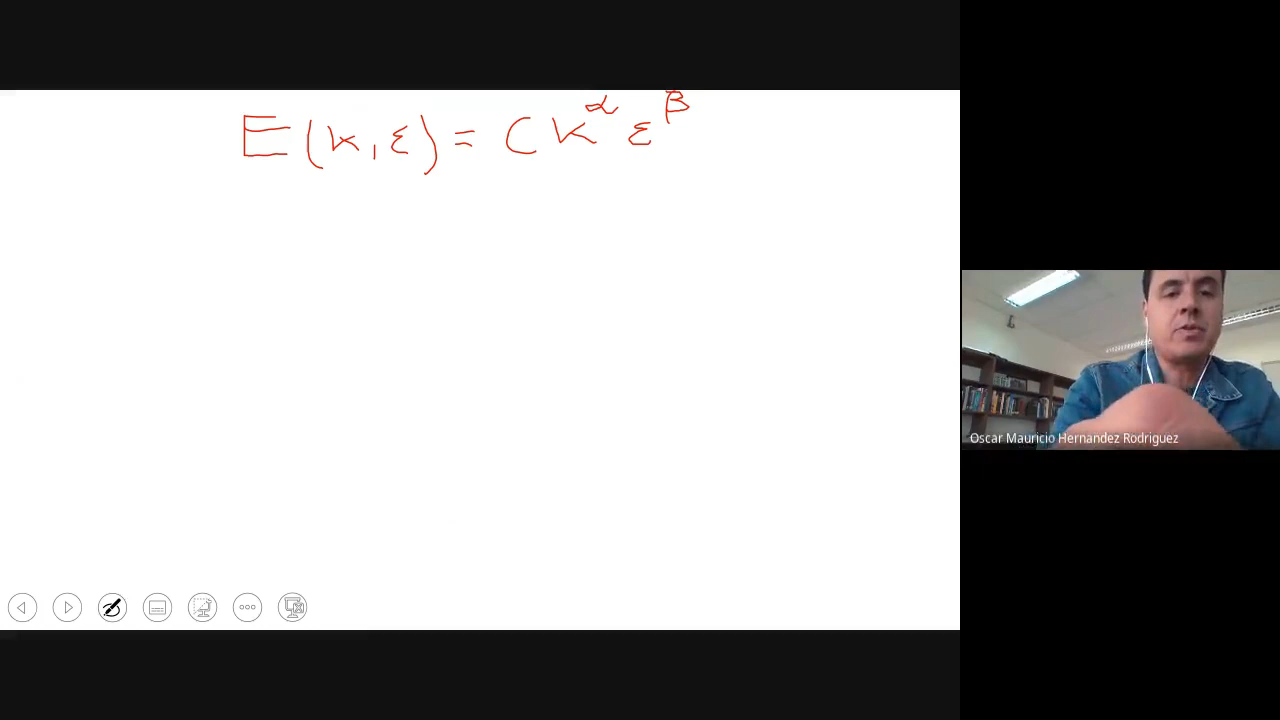 E(k,ε) = C k^α ε^β
Oscar Mauricio Hernandez Rodriguez